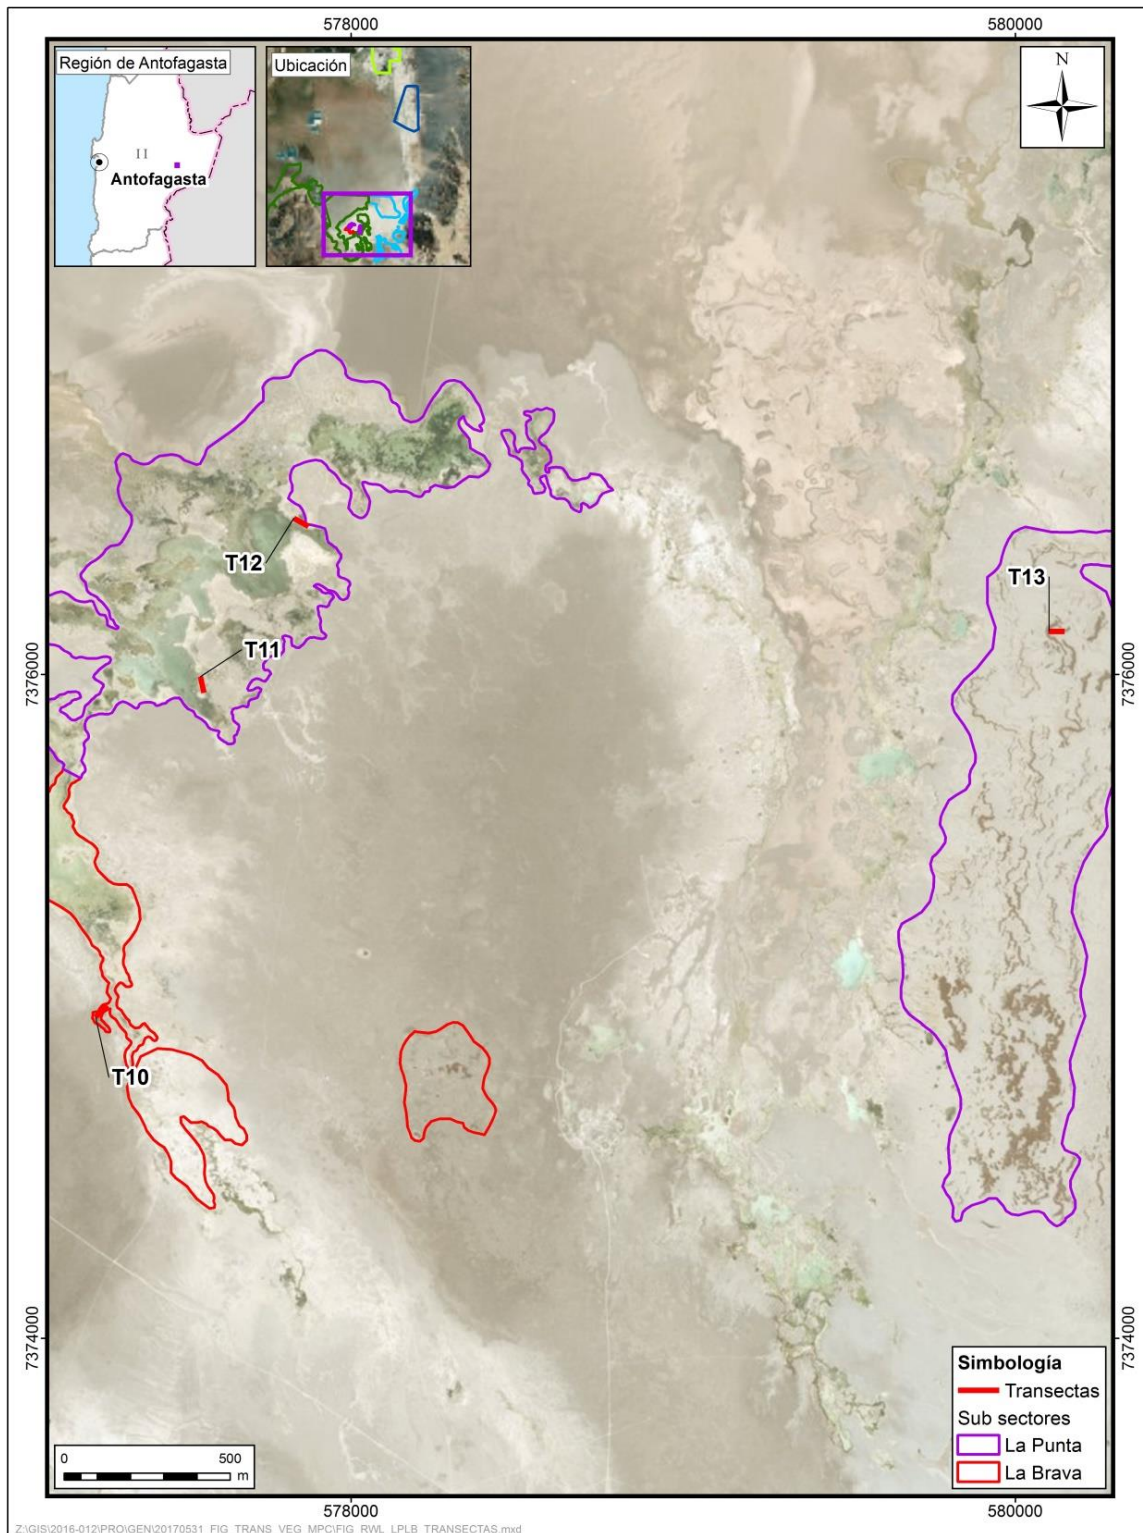 578000
580000
Región de Antofagasta
Ubicación
N
II
Antofagasta
T12
T13
T11
7376000
7376000
T10
7374000
7374000
Simbología
Transectas
Sub sectores
La Punta
La Brava
0
500
m
578000
580000
Z:\GIS\2016-012\PRO\GEN\20170531_FIG_TRANS_VEG_MPC\FIG_RWL_LPLB_TRANSECTAS.mxd